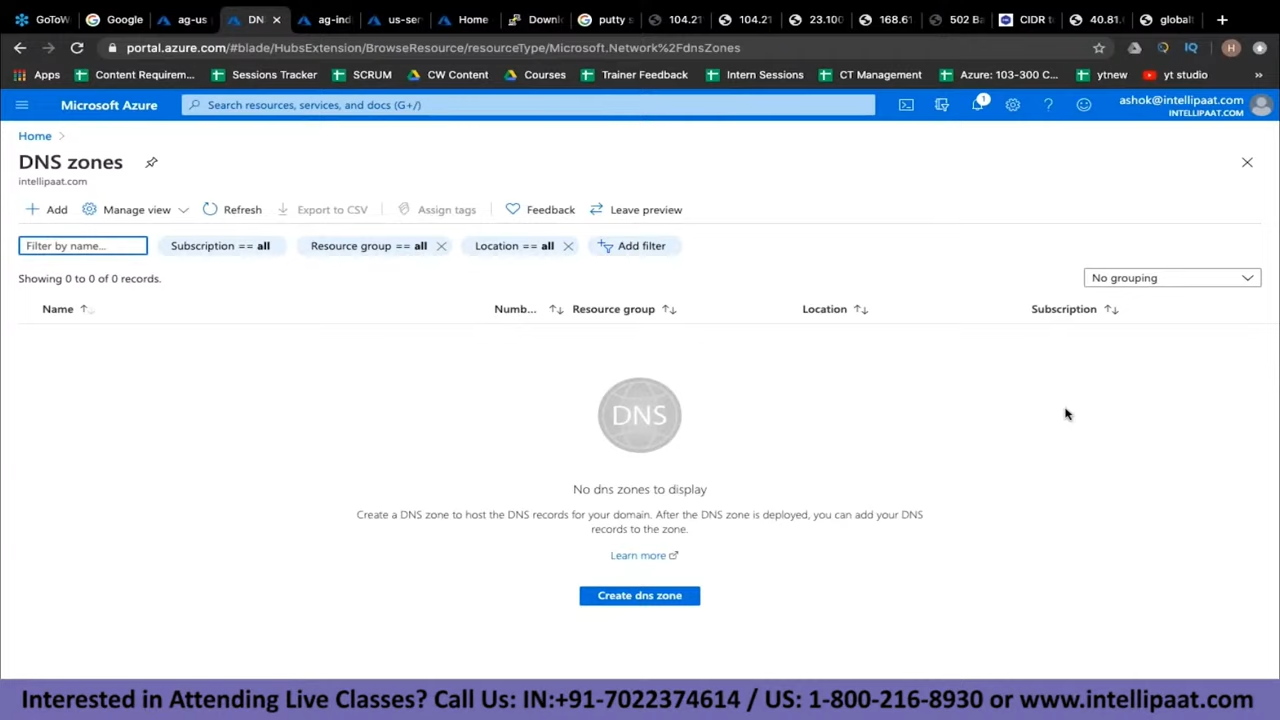 GoToW
Google
ag-us
DN
ag-ind
us-ser
Home
Downl
putty s
104.21
104.21
23.100
168.61
502 Ba
CIDR to
40.81.
global
portal.azure.com/#blade/HubsExtension/BrowseResource/resourceType/Microsoft.Network%2FdnsZones
IQ
H
Apps
Content Requirem...
Sessions Tracker
SCRUM
CW Content
Courses
Trainer Feedback
Intern Sessions
CT Management
Azure: 103-300 C...
ytnew
yt studio
»
Microsoft Azure
Search resources, services, and docs (G+/)
1
ashok@intellipaat.com
INTELLIPAAT.COM
Home
DNS zones
intellipaat.com
Add
Manage view
Refresh
Export to CSV
Assign tags
Feedback
Leave preview
Filter by name...
Subscription == all
Resource group == all
Location == all
Add filter
Showing 0 to 0 of 0 records.
No grouping
Name
Numb...
Resource group
Location
Subscription
DNS
No dns zones to display
Create a DNS zone to host the DNS records for your domain. After the DNS zone is deployed, you can add your DNS
records to the zone.
Learn more
Create dns zone
Interested in Attending Live Classes? Call Us: IN:+91-7022374614 / US: 1-800-216-8930 or www.intellipaat.com